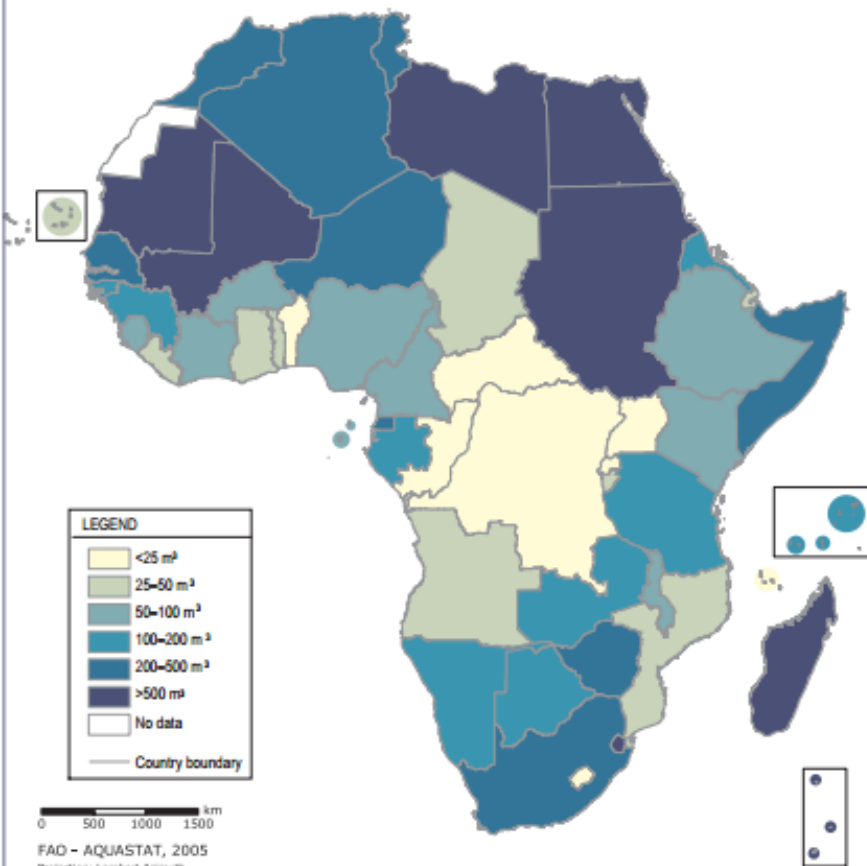 LEGEND
<25 m³
25–50 m³
50–100 m³
100–200 m³
200–500 m³
>500 m³
No data
Country boundary
km
0 500 1000 1500
FAO – AQUASTAT, 2005